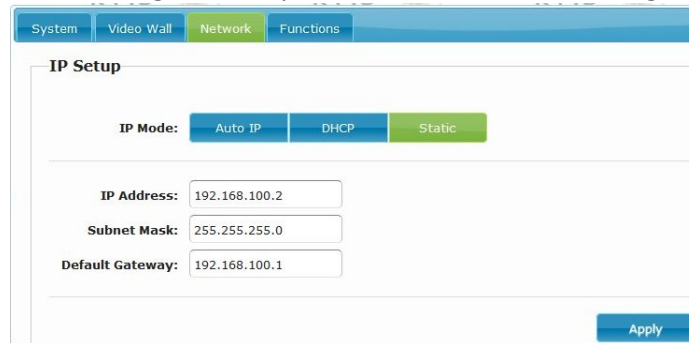 System Video Wall Network Functions
IP Setup
IP Mode: Auto IP DHCP Static
IP Address: 192.168.100.2
Subnet Mask: 255.255.255.0
Default Gateway: 192.168.100.1
Apply